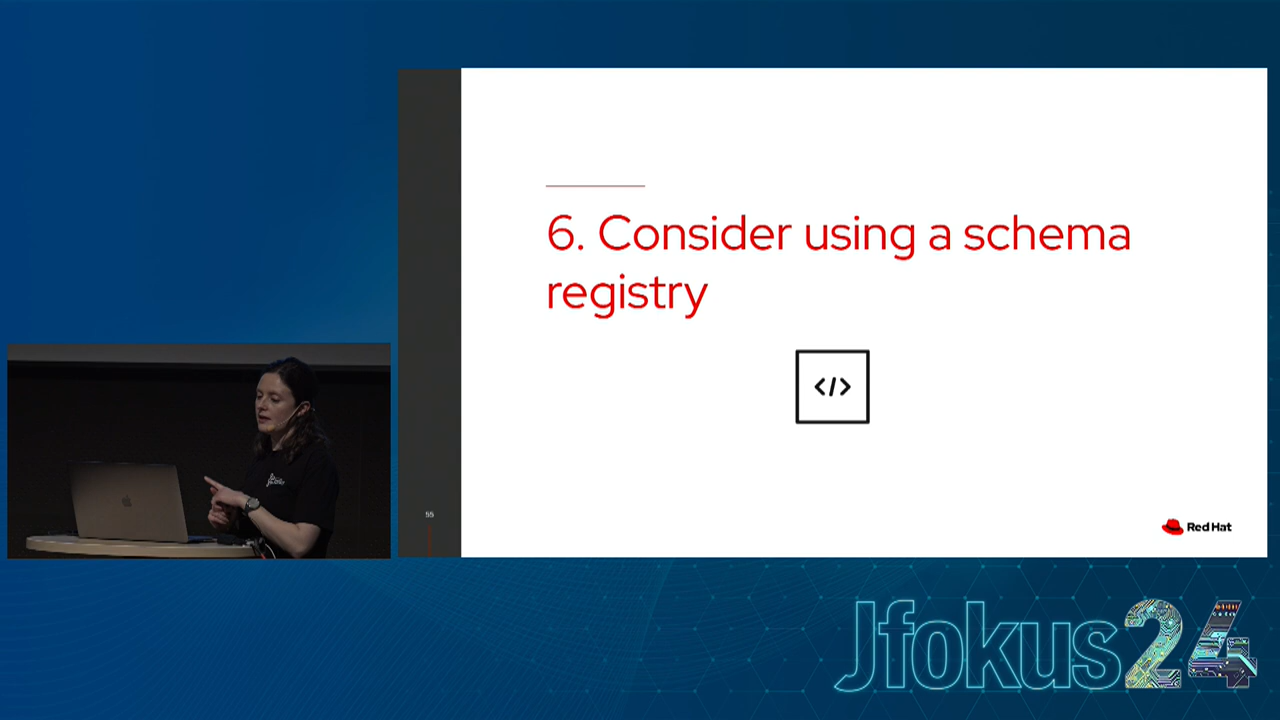 6. Consider using a schema
registry
</>
55
Red Hat
Jfokus24